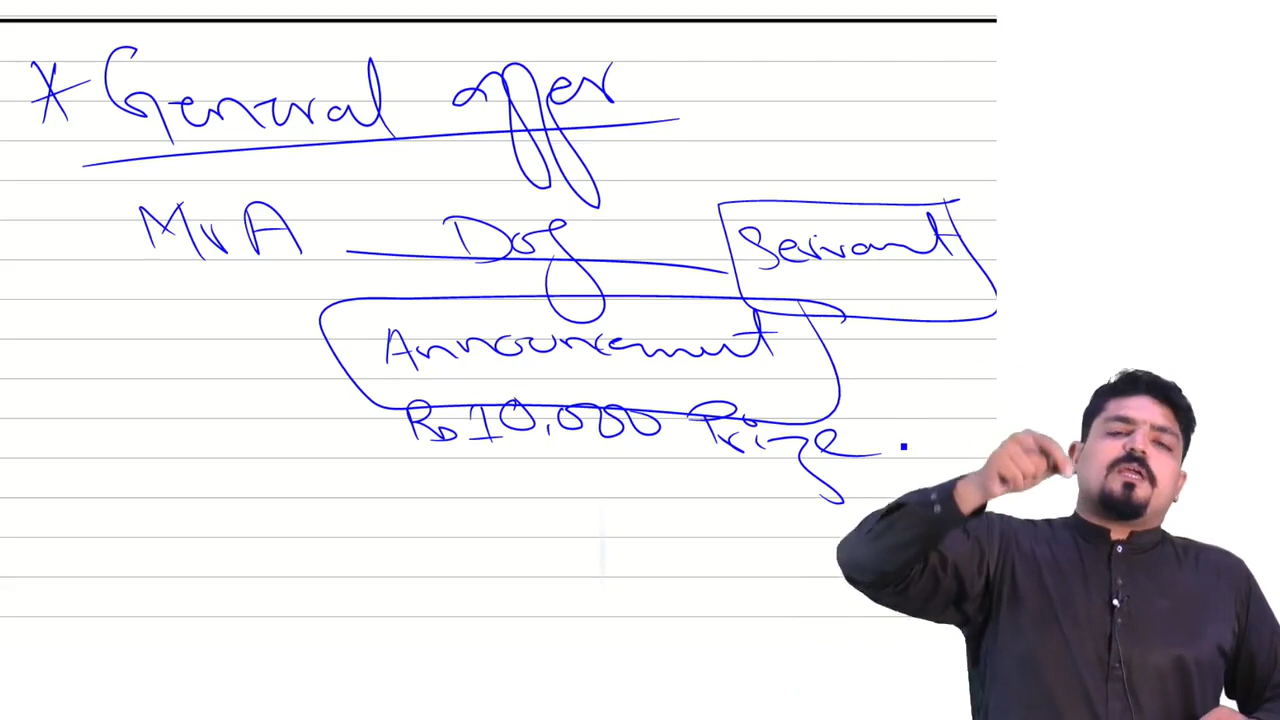 * General offer
Mr A Dog Servant
Announcement
Rs 10,000 Prize.